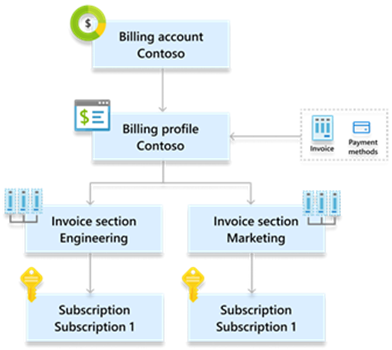 $
Billing account
Contoso
$
Billing profile
Contoso
Invoice
Payment
methods
Invoice section
Engineering
Invoice section
Marketing
Subscription
Subscription 1
Subscription
Subscription 1